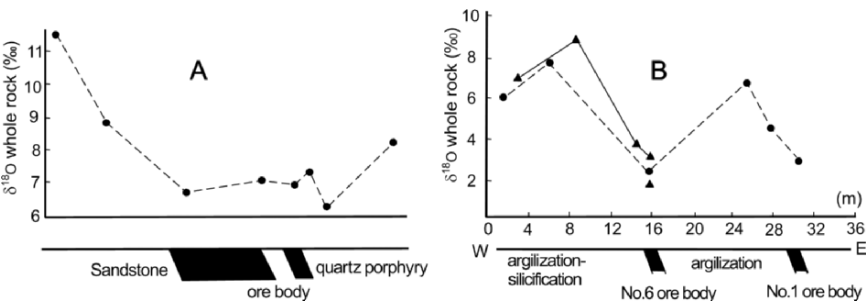 A
δ18O whole rock (‰)
11
10
9
8
7
6
Sandstone
ore body
quartz porphyry
B
δ18O whole rock (‰)
10
8
6
4
2
(m)
0 4 8 12 16 20 24 28 32 36
W
E
argilization-
silicification
No.6 ore body
argilization
No.1 ore body